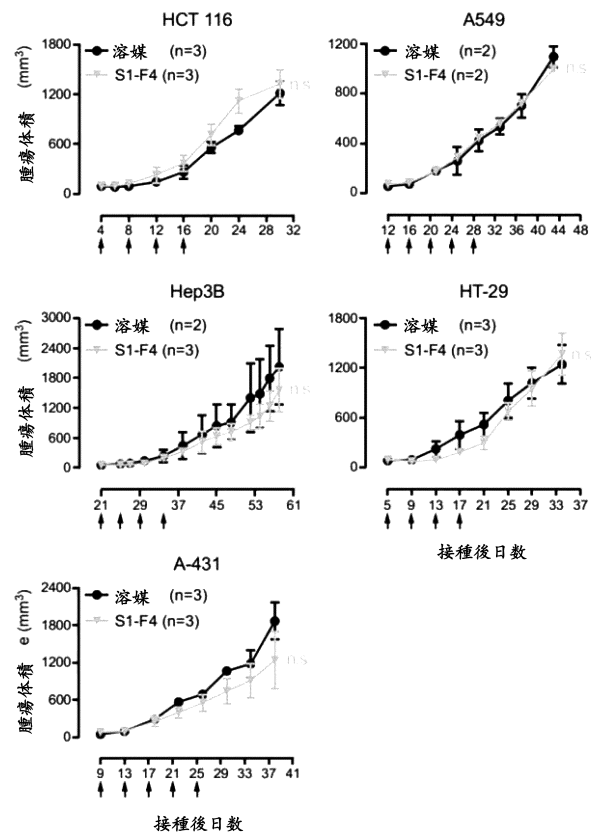 HCT 116
腫瘍体積 (mm³)
1800
1200
600
0
溶媒 (n=3)
S1-F4 (n=3)
ns
4 8 12 16 20 24 28 32
A549
1200
800
400
0
溶媒 (n=2)
S1-F4 (n=2)
ns
12 16 20 24 28 32 36 40 44 48
Hep3B
腫瘍体積 (mm³)
3000
2400
1800
1200
600
0
溶媒 (n=2)
S1-F4 (n=3)
ns
21 29 37 45 53 61
HT-29
1800
1200
600
0
溶媒 (n=3)
S1-F4 (n=3)
ns
5 9 13 17 21 25 29 33 37
接種後日数
A-431
腫瘍体積 e (mm³)
2400
1800
1200
600
0
溶媒 (n=3)
S1-F4 (n=3)
ns
9 13 17 21 25 29 33 37 41
接種後日数